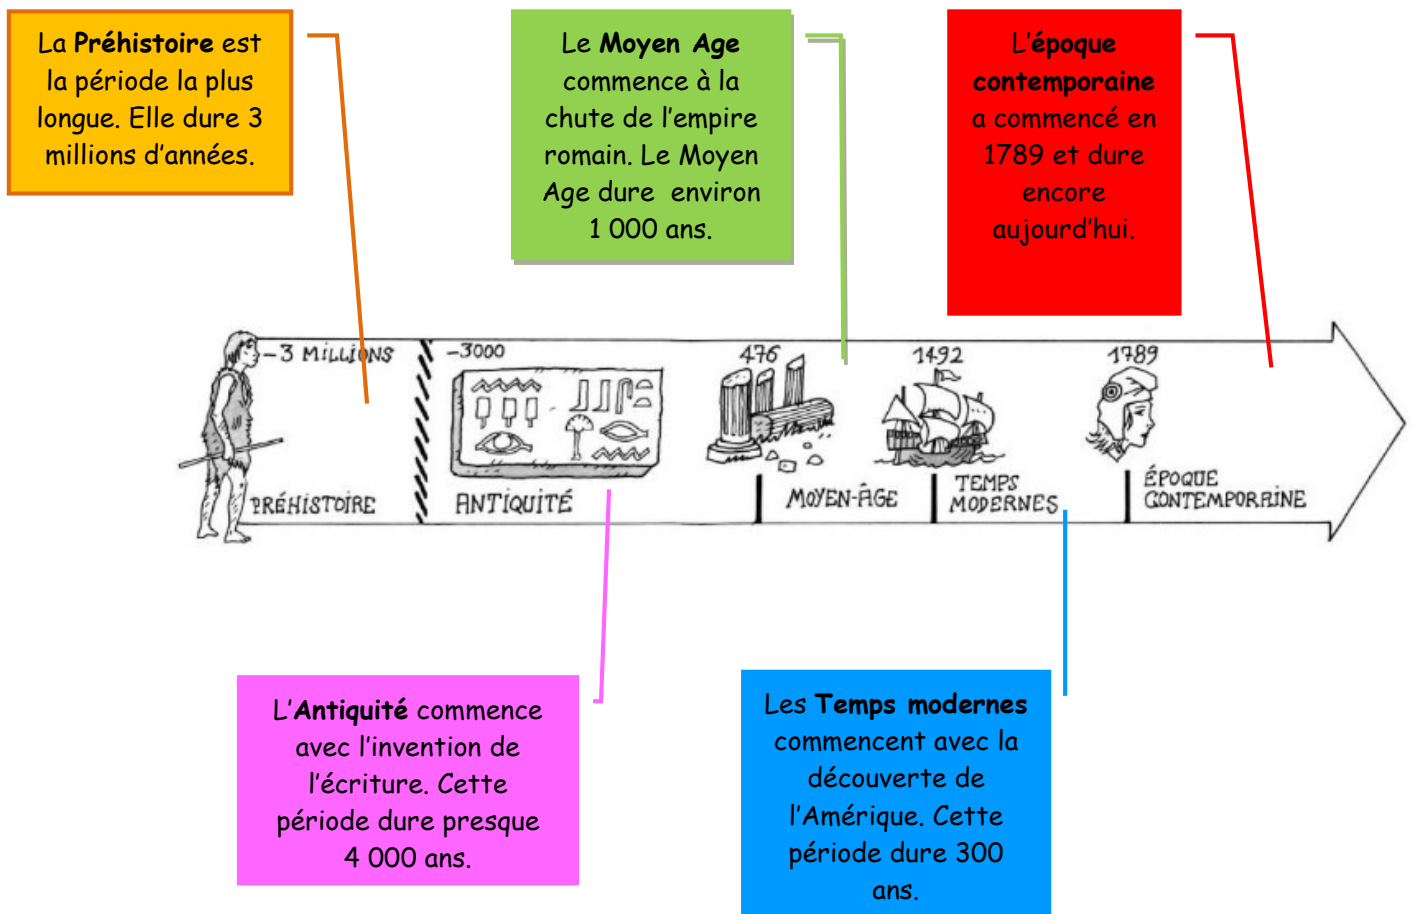 La Préhistoire est
la période la plus
longue. Elle dure 3
millions d'années.
Le Moyen Age
commence à la
chute de l'empire
romain. Le Moyen
Age dure environ
1 000 ans.
L'époque
contemporaine
a commencé en
1789 et dure
encore
aujourd'hui.
-3 MILLIONS
-3000
476
1492
1789
PRÉHISTOIRE
ANTIQUITÉ
MOYEN-ÂGE
TEMPS
MODERNES
ÉPOQUE
CONTEMPORAINE
L'Antiquité commence
avec l'invention de
l'écriture. Cette
période dure presque
4 000 ans.
Les Temps modernes
commencent avec la
découverte de
l'Amérique. Cette
période dure 300
ans.